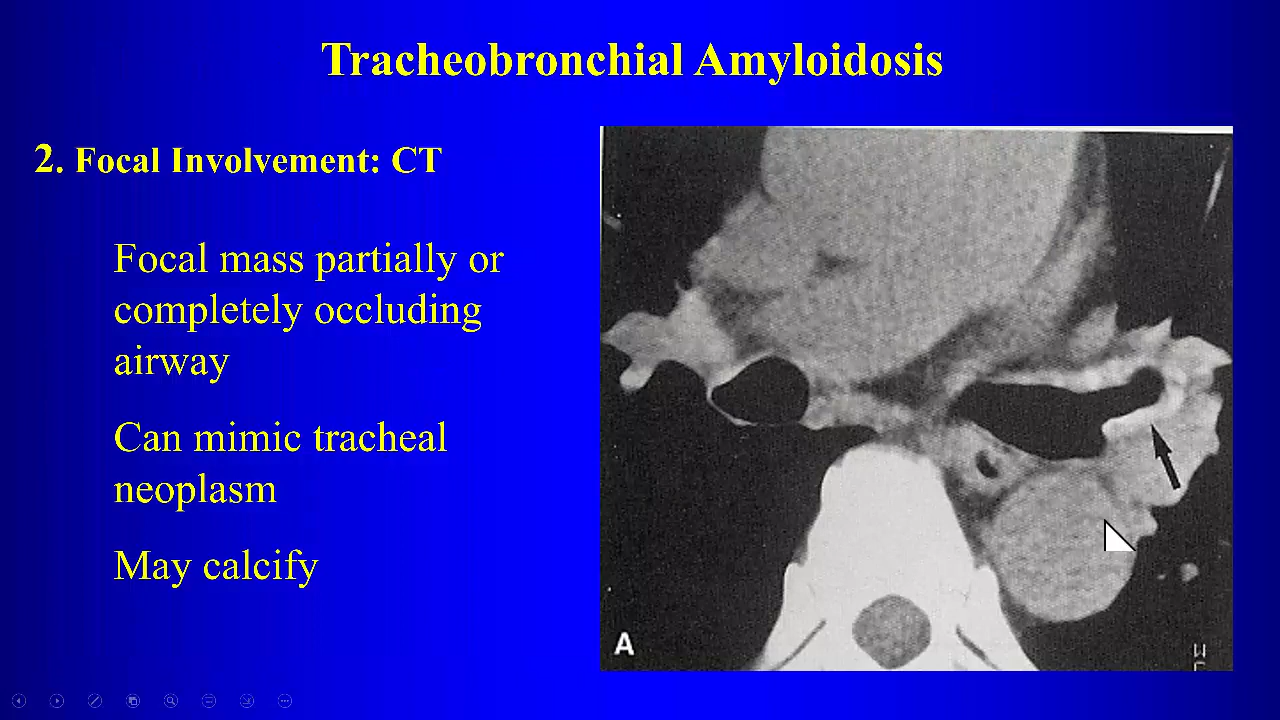 Tracheobronchial Amyloidosis
2. Focal Involvement: CT
Focal mass partially or
completely occluding
airway
Can mimic tracheal
neoplasm
May calcify
A